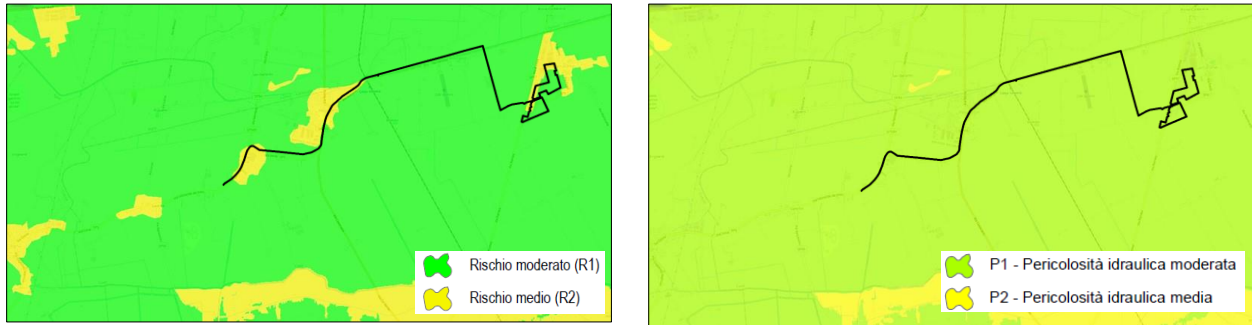 Rischio moderato (R1)
Rischio medio (R2)
P1 - Pericolosità idraulica moderata
P2 - Pericolosità idraulica media